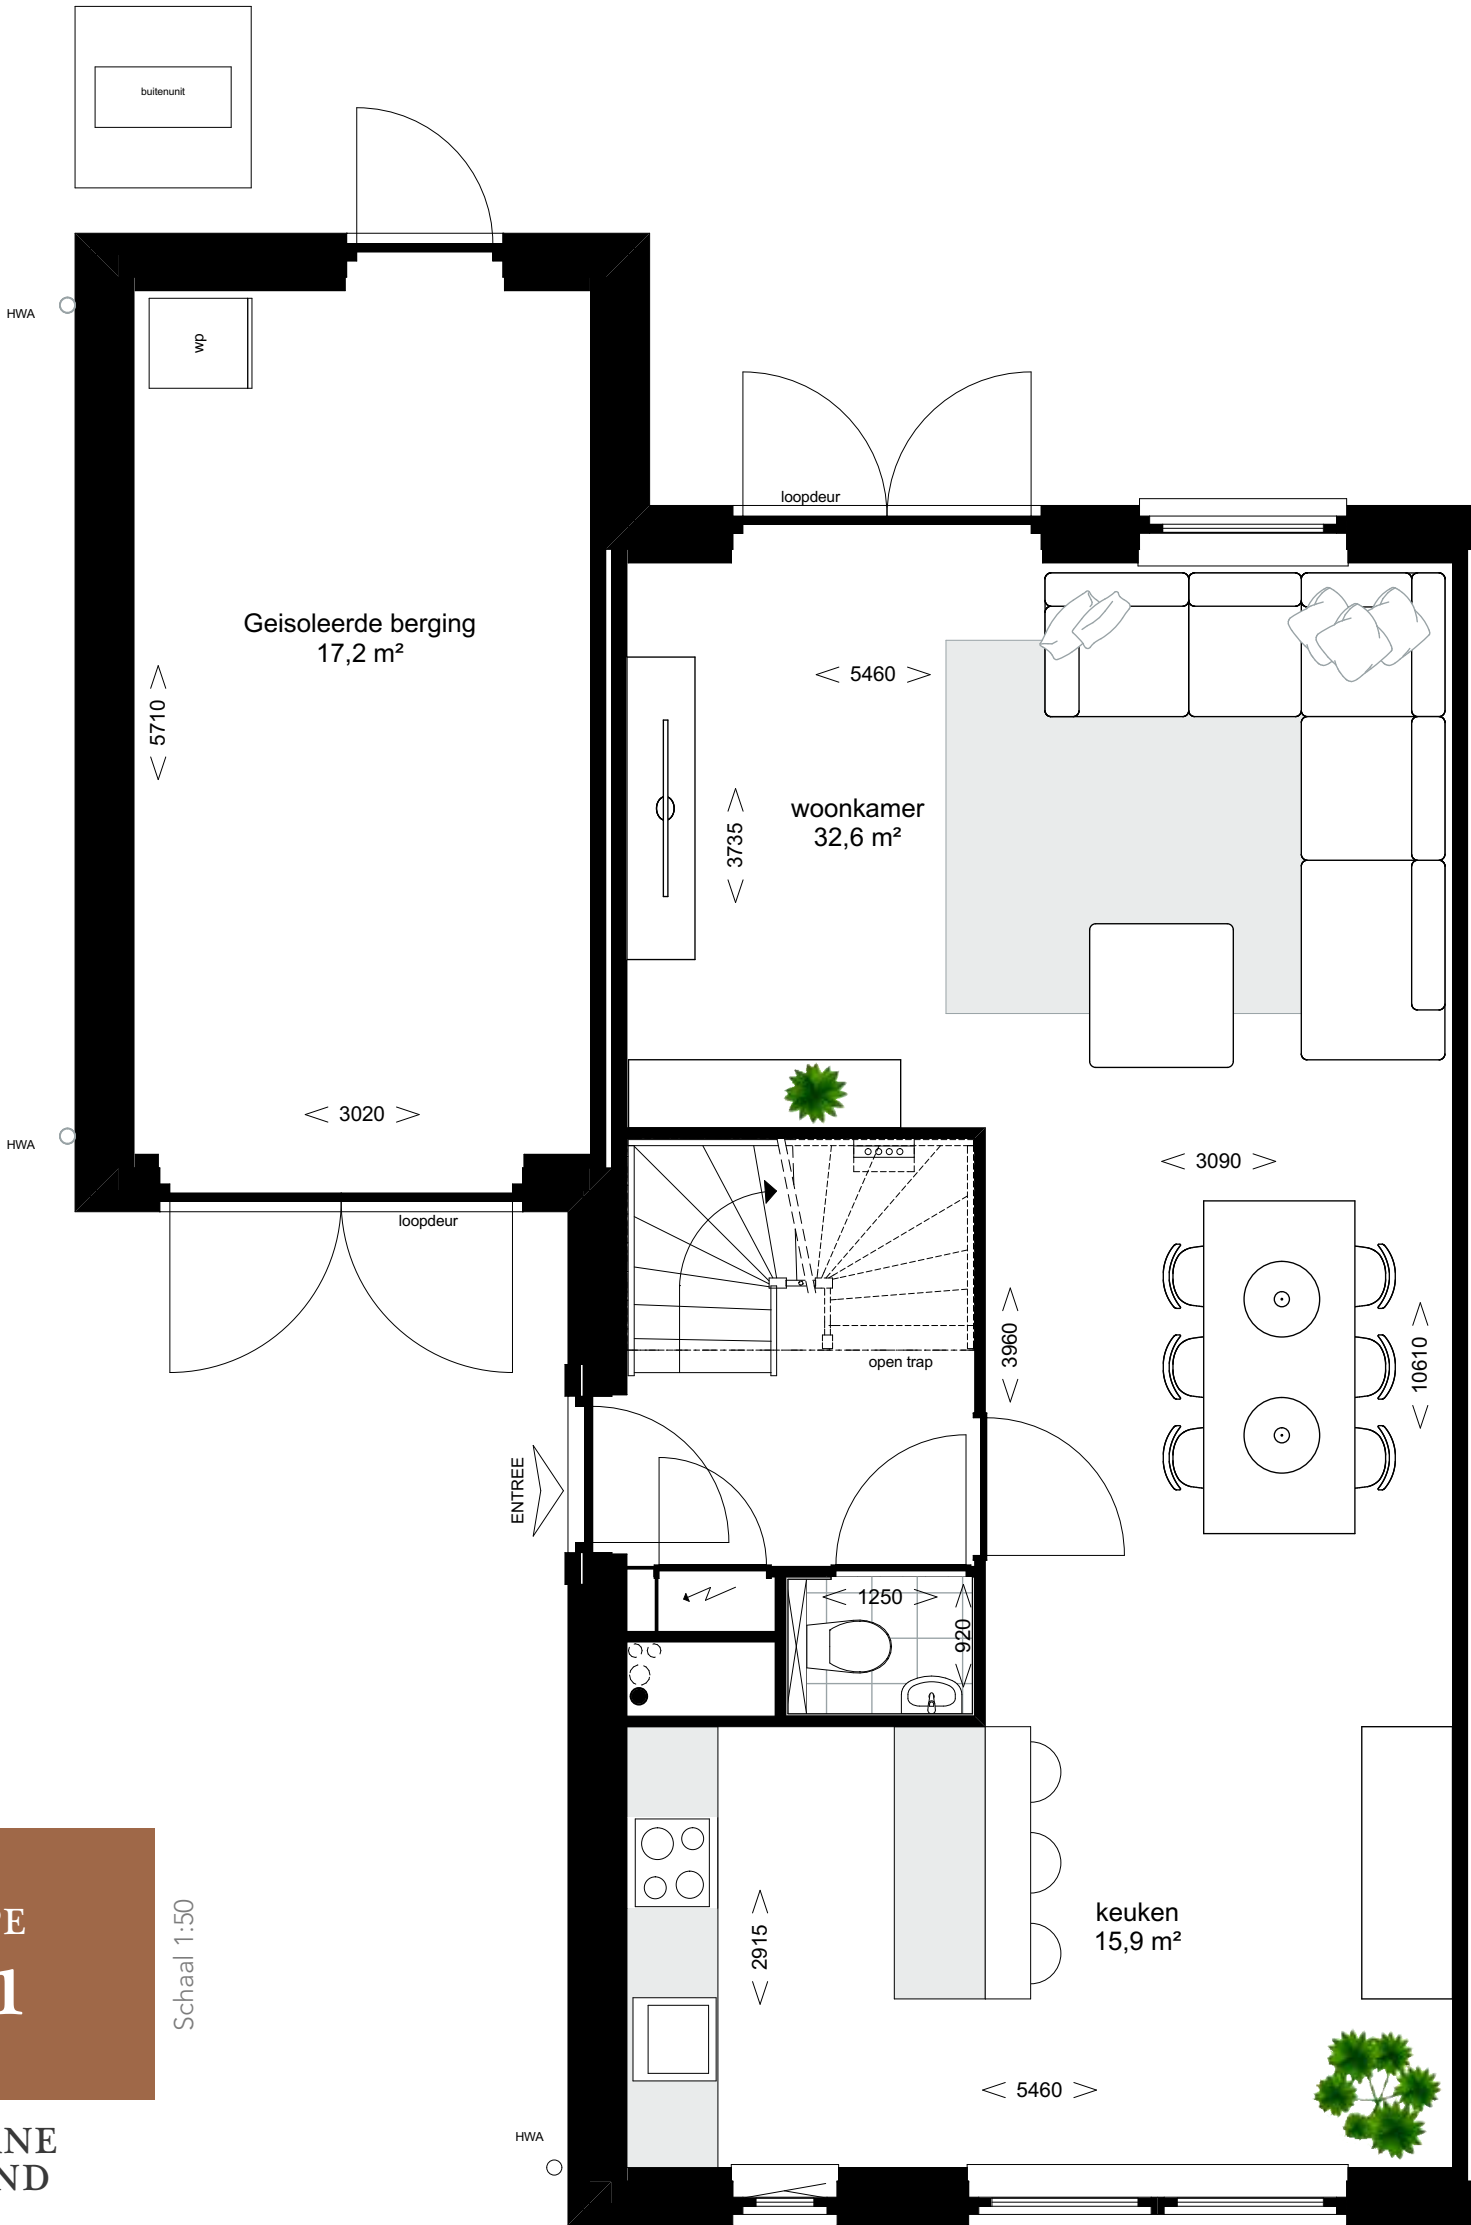 buitenunit
HWA
wp
loopdeur
Geisoleerde berging
17,2 m²
< 5710 >
< 5460 >
woonkamer
32,6 m²
< 3735 >
< 3020 >
HWA
loopdeur
< 3090 >
< 3960 >
< 10610 >
open trap
ENTREE
< 1250 >
< 920 >
keuken
15,9 m²
< 2915 >
< 5460 >
Schaal 1:50
HWA